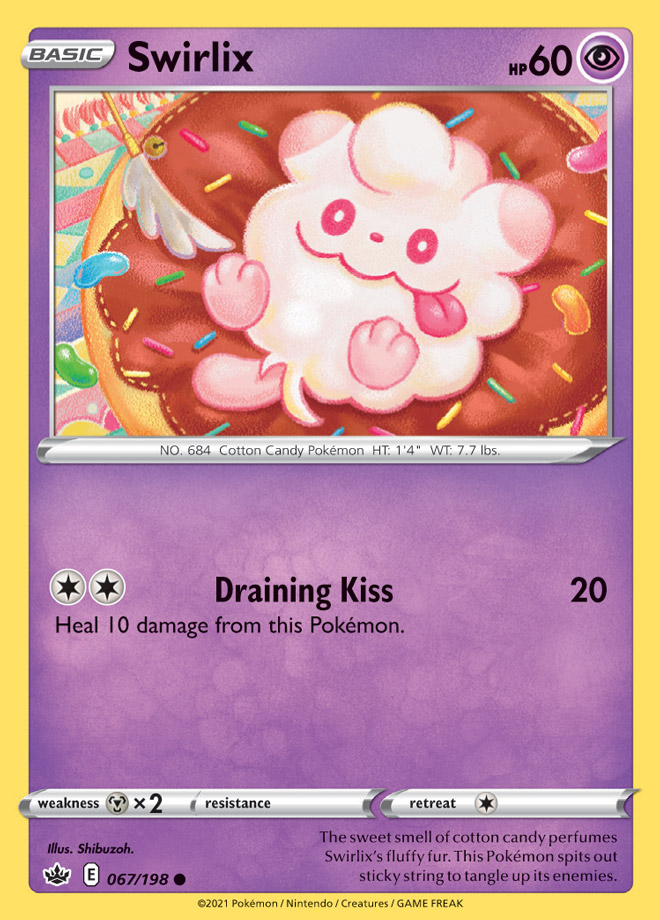 BASIC Swirlix HP60
NO. 684 Cotton Candy Pokémon HT: 1'4" WT: 7.7 lbs.
Draining Kiss 20
Heal 10 damage from this Pokémon.
weakness ×2 resistance retreat
Illus. Shibuzoh.
The sweet smell of cotton candy perfumes
Swirlix's fluffy fur. This Pokémon spits out
sticky string to tangle up its enemies.
E 067/198
©2021 Pokémon / Nintendo / Creatures / GAME FREAK